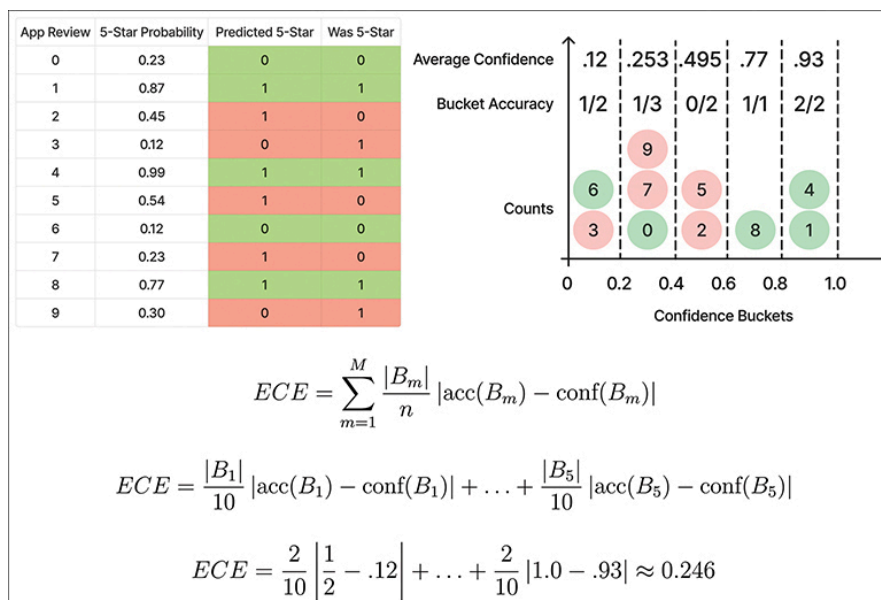 App Review 5-Star Probability Predicted 5-Star Was 5-Star
0 0.23 0 0
1 0.87 1 1
2 0.45 1 0
3 0.12 0 1
4 0.99 1 1
5 0.54 1 0
6 0.12 0 0
7 0.23 1 0
8 0.77 1 1
9 0.30 0 1
Average Confidence .12 .253 .495 .77 .93
Bucket Accuracy 1/2 1/3 0/2 1/1 2/2
Counts
9
6 7 5 4
3 0 2 8 1
0 0.2 0.4 0.6 0.8 1.0
Confidence Buckets
ECE = \sum_{m=1}^{M} \frac{|B_m|}{n} |acc(B_m) − conf(B_m)|
ECE = \frac{|B_1|}{10} |acc(B_1) − conf(B_1)| + . . . + \frac{|B_5|}{10} |acc(B_5) − conf(B_5)|
ECE = \frac{2}{10} |\frac{1}{2} − .12| + . . . + \frac{2}{10} |1.0 − .93| ≈ 0.246